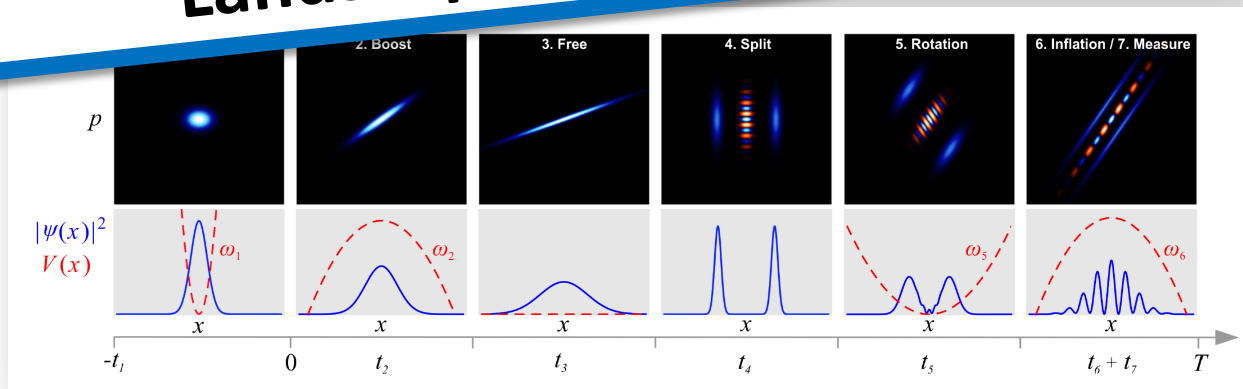 2. Boost
3. Free
4. Split
5. Rotation
6. Inflation / 7. Measure
p
|ψ(x)|²
V(x)
ω₁
ω₂
ω₅
ω₆
x x x x x x
-t₁ 0 t₂ t₃ t₄ t₅ t₆ + t₇ T